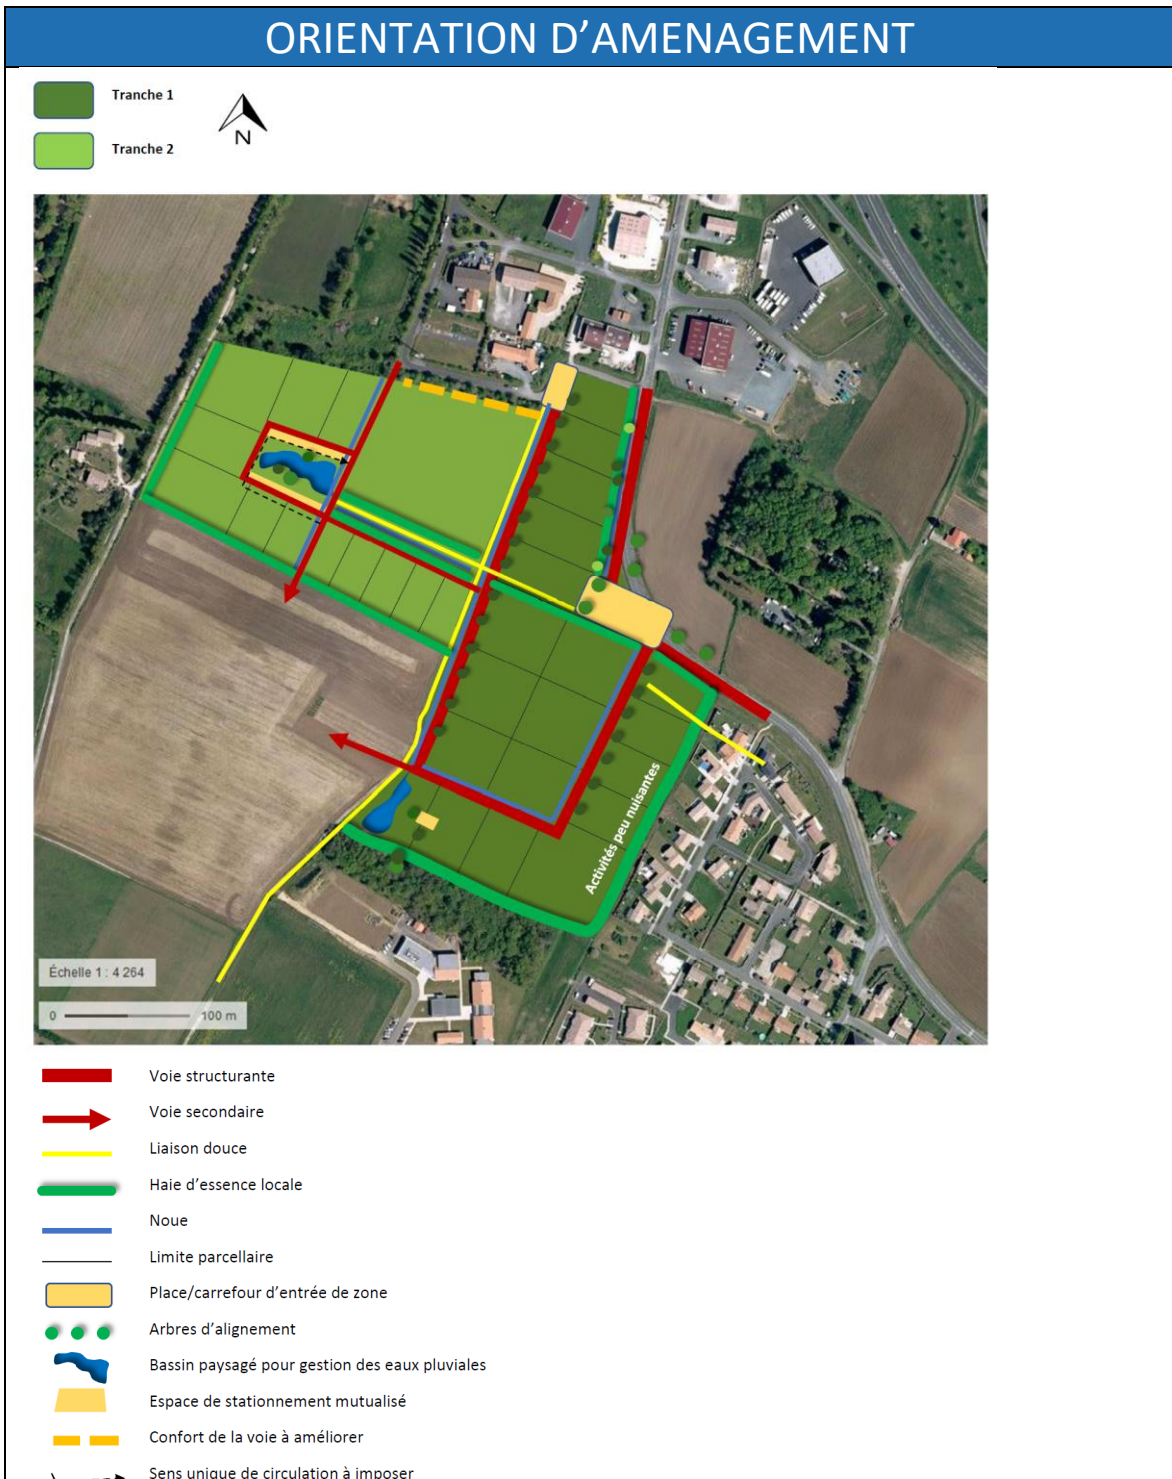 ORIENTATION D’AMENAGEMENT
Tranche 1
N
Tranche 2
Activités peu nuisantes
Échelle 1 : 4 264
0 100 m
Voie structurante
Voie secondaire
Liaison douce
Haie d’essence locale
Noue
Limite parcellaire
Place/carrefour d’entrée de zone
Arbres d’alignement
Bassin paysagé pour gestion des eaux pluviales
Espace de stationnement mutualisé
Confort de la voie à améliorer
Sens unique de circulation à imposer